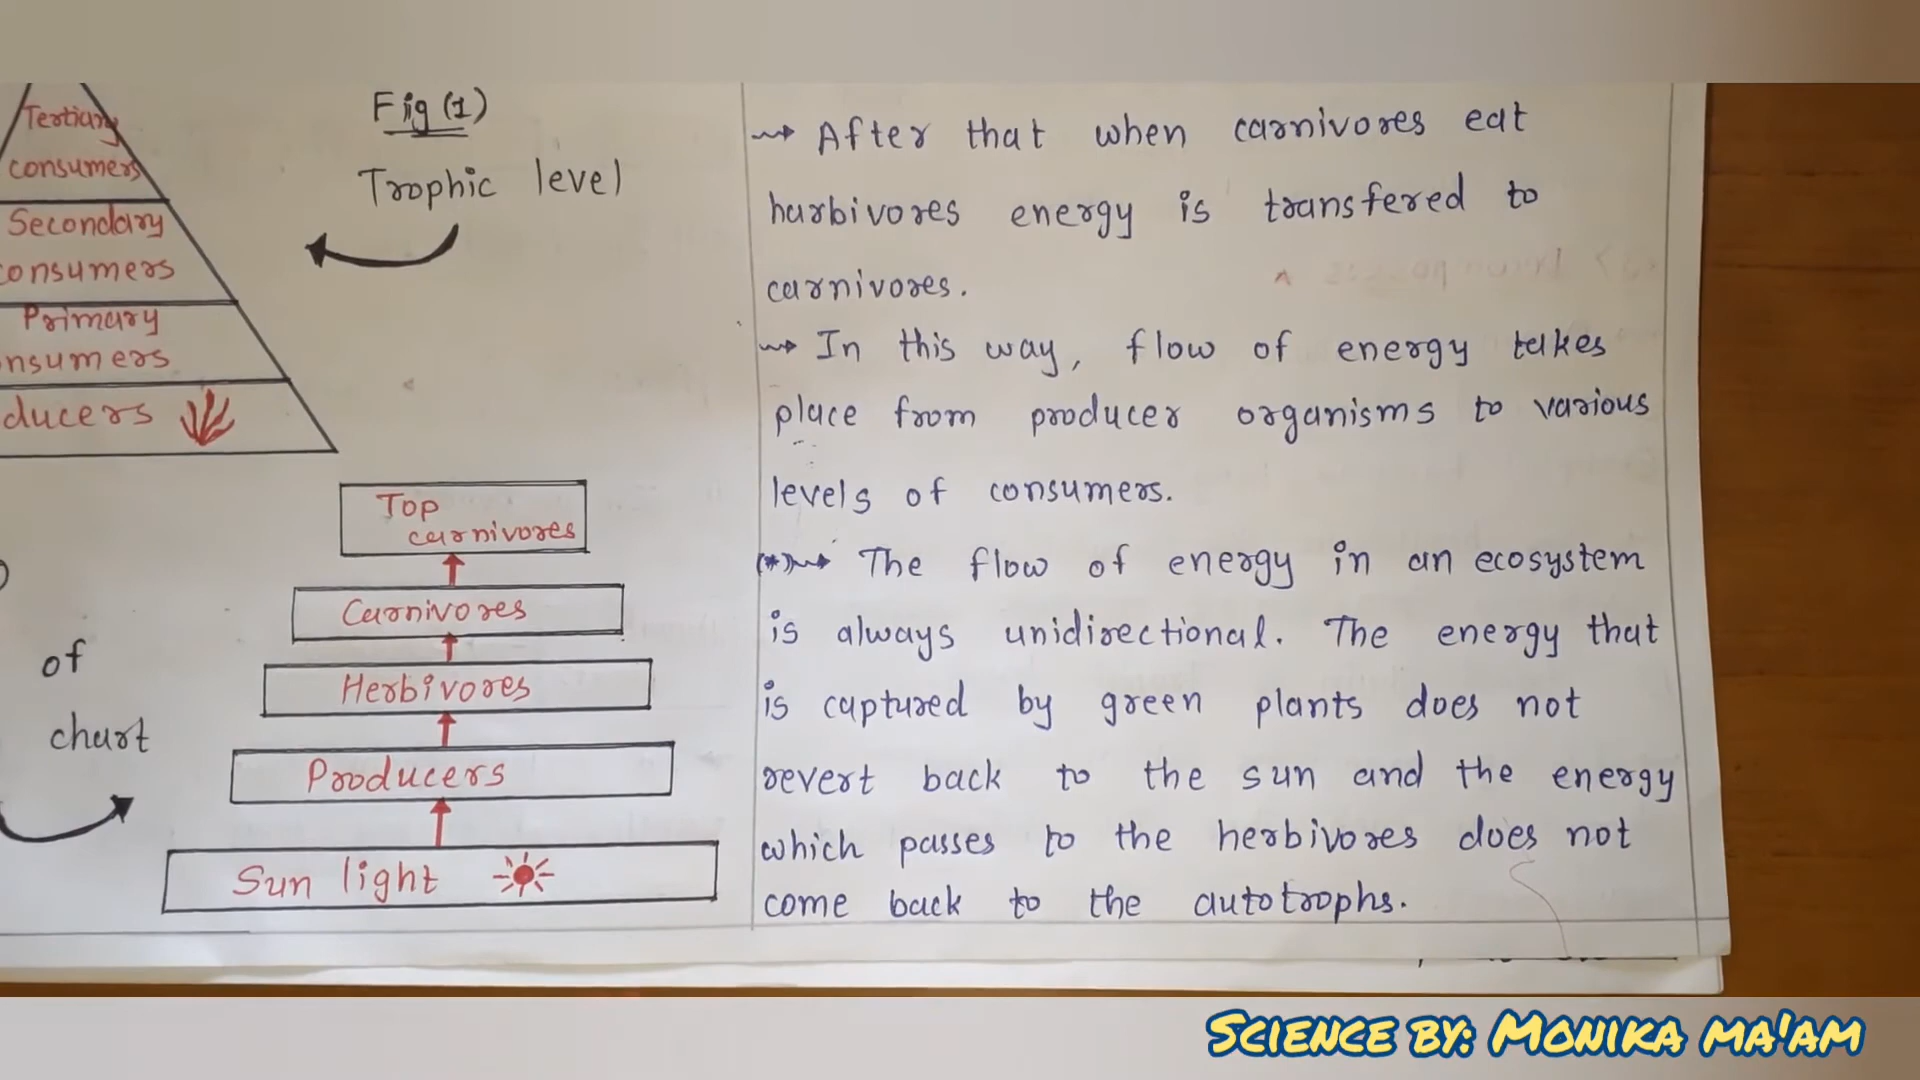 Tertiary
consumers
Secondary
consumers
Primary
nsumers
ducers
Fig (1)
Trophic level
Top
carnivores
Carnivores
Herbivores
Producers
Sun light
of
chart
After that when carnivores eat
harbivores energy is transfered to
carnivores.
In this way, flow of energy takes
place from producer organisms to various
levels of consumers.
(*) The flow of energy in an ecosystem
is always unidirectional. The energy that
is captured by green plants does not
revert back to the sun and the energy
which passes to the herbivores does not
come back to the autotrophs.
SCIENCE BY: MONIKA MA'AM